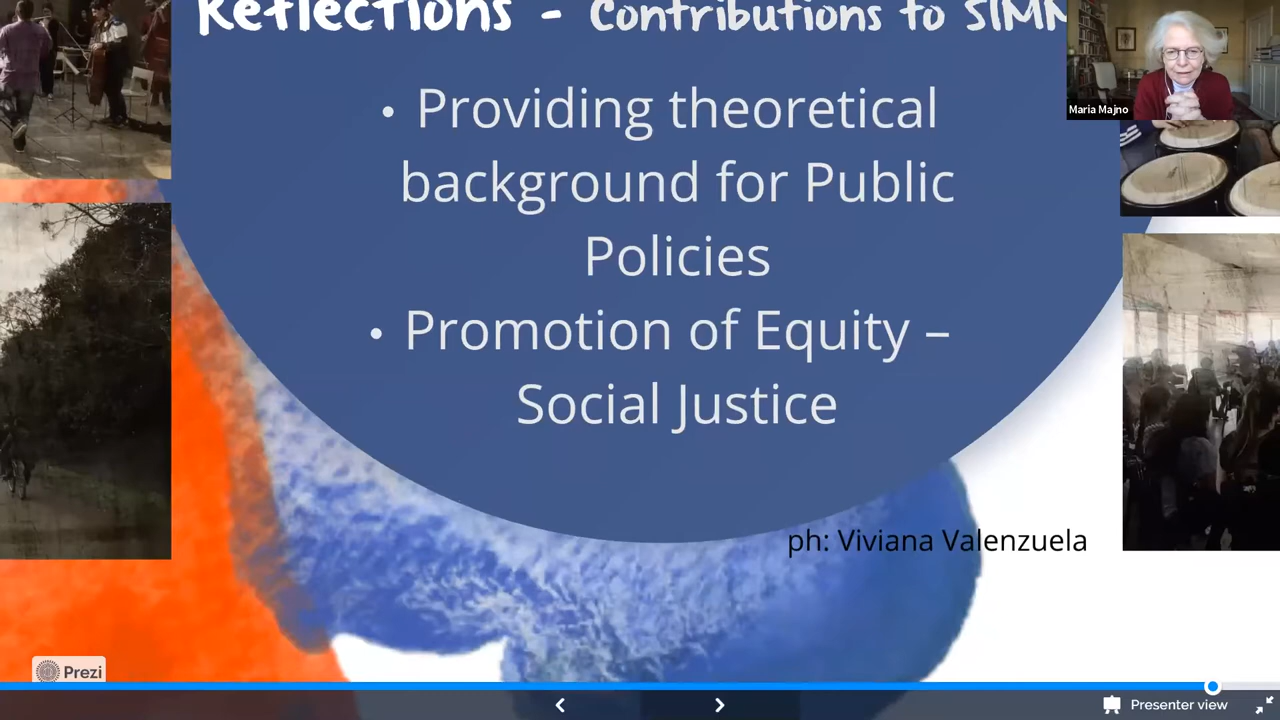 Reflections - Contributions to SIMM
Maria Majno
• Providing theoretical
background for Public
Policies
• Promotion of Equity –
Social Justice
ph: Viviana Valenzuela
Prezi
Presenter view